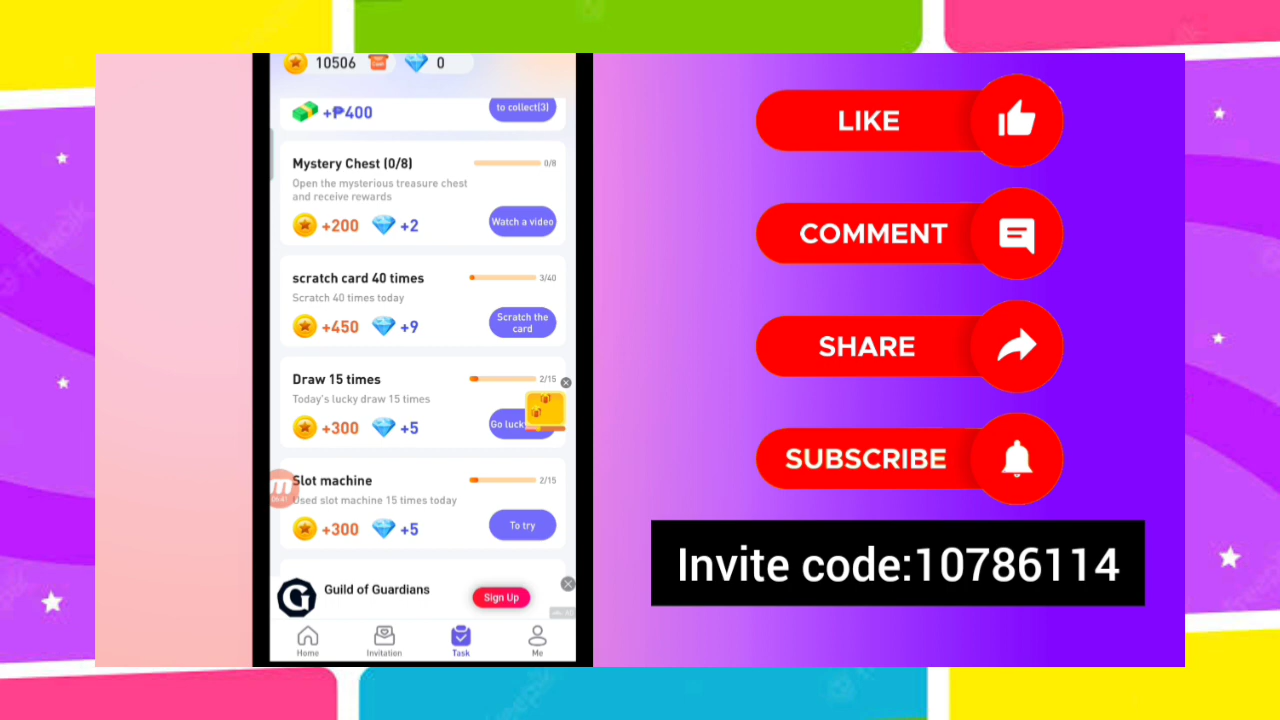 10506
0
+₱400
to collect(3)
Mystery Chest (0/8)
0/8
Open the mysterious treasure chest
and receive rewards
+200
+2
Watch a video
scratch card 40 times
3/40
Scratch 40 times today
+450
+9
Scratch the
card
Draw 15 times
2/15
Today's lucky draw 15 times
+300
+5
Go luck
Slot machine
2/15
Used slot machine 15 times today
+300
+5
To try
Guild of Guardians
Sign Up
AD
Home
Invitation
Task
Me
LIKE
COMMENT
SHARE
SUBSCRIBE
Invite code:10786114